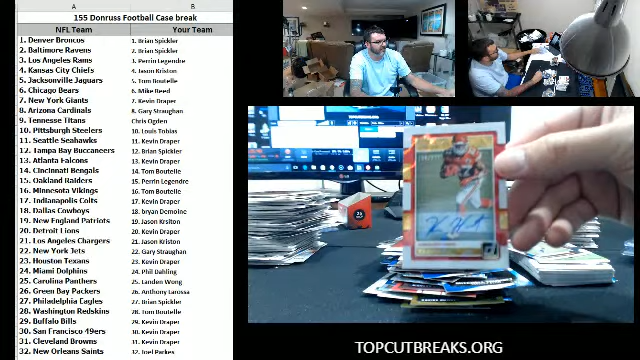 A B
155 Donruss Football Case break
NFL Team Your Team
1. Denver Broncos 1. Brian Spickler
2. Baltimore Ravens 2. Brian Spickler
3. Los Angeles Rams 3. Perrin Legendre
4. Kansas City Chiefs 4. Jason Kriston
5. Jacksonville Jaguars 5. Tom Boutelle
6. Chicago Bears 6. Mike Reed
7. New York Giants 7. Kevin Draper
8. Arizona Cardinals 8. Gary Straughan
9. Tennesse Titans Chris Ogden
10. Pittsburgh Steelers 10. Louis Tobias
11. Seattle Seahawks 11. Kevin Draper
12. Tampa Bay Buccaneers 12. Brian Spickler
13. Atlanta Falcons 13. Kevin Draper
14. Cincinnati Bengals 14. Tom Boutelle
15. Oakland Raiders 15. Perrin Legendre
16. Minnesota Vikings 16. Tom Boutelle
17. Indianapolis Colts 17. Kevin Draper
18. Dallas Cowboys 18. bryan Demoine
19. New England Patriots 19. Jason Krsiton
20. Detroit Lions 20. Kevin Draper
21. Los Angeles Chargers 21. Jason Kriston
22. New York Jets 22. Gary Straughan
23. Houston Texans 23. Kevin Draper
24. Miami Dolphins 24. Phil Dahling
25. Carolina Panthers 25. Landen Wong
26. Green Bay Packers 26. Anthony Larossa
27. Philadelphia Eagles 27. Brian Spickler
28. Washington Redskins 28. Tom Boutelle
29. Buffalo Bills 29. Kevin Draper
30. San Francisco 49ers 30. Kevin Draper
31. Cleveland Browns 31. Kevin Draper
32. New Orleans Saints 32. Joel Parkes
TOPCUTBREAKS.ORG
TOPCUTBREAKS.ORG